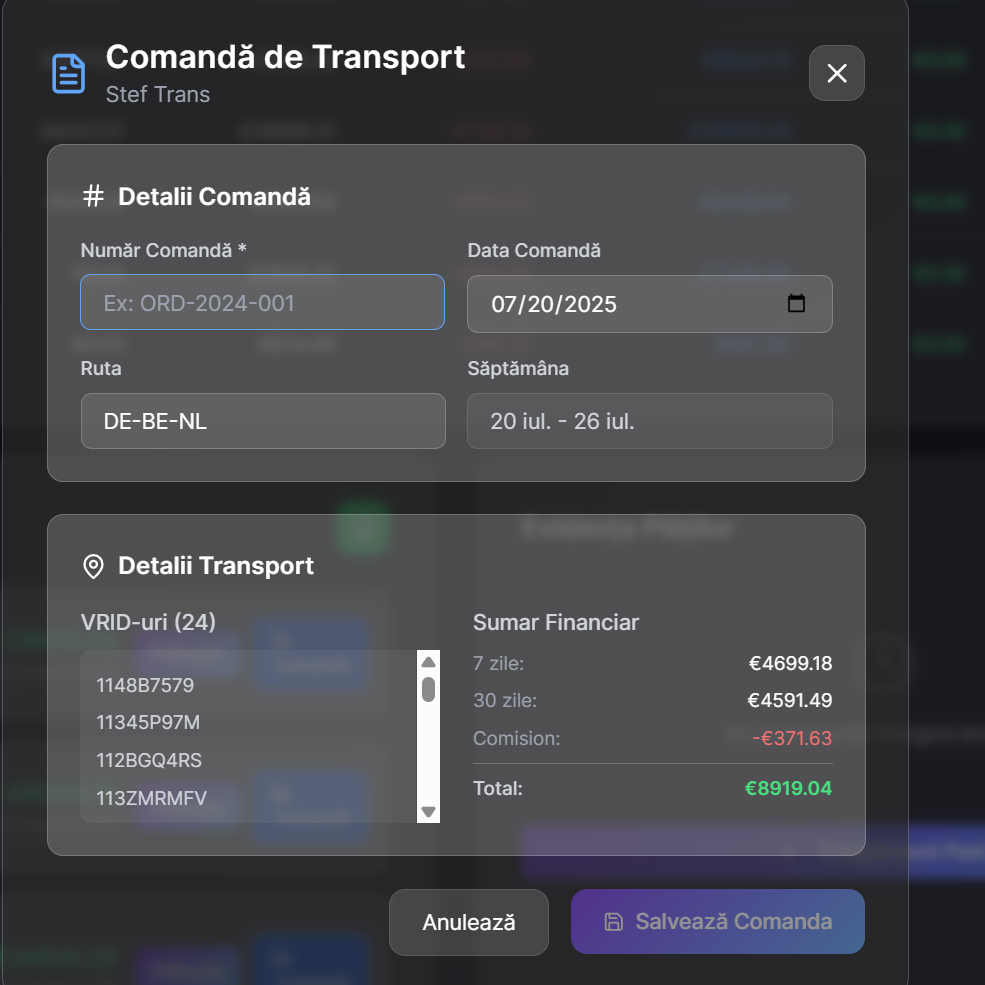 Comandă de Transport
Stef Trans
Detalii Comandă
Număr Comandă *
Data Comandă
Ex: ORD-2024-001
07/20/2025
Ruta
Săptămâna
DE-BE-NL
20 iul. - 26 iul.
Detalii Transport
VRID-uri (24)
1148B7579
11345P97M
112BGQ4RS
113ZMRMFV
Sumar Financiar
7 zile: €4699.18
30 zile: €4591.49
Comision: -€371.63
Total: €8919.04
Anulează
Salvează Comanda